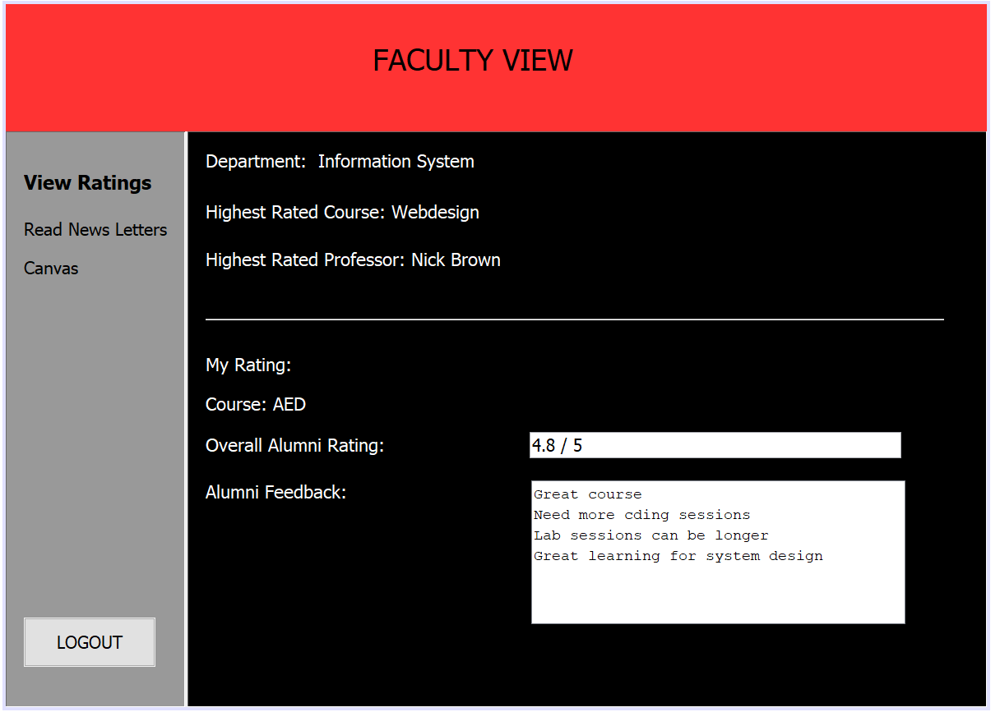 FACULTY VIEW
View Ratings
Read News Letters
Canvas
LOGOUT
Department: Information System
Highest Rated Course: Webdesign
Highest Rated Professor: Nick Brown
My Rating:
Course: AED
Overall Alumni Rating: 4.8 / 5
Alumni Feedback:
Great course
Need more cding sessions
Lab sessions can be longer
Great learning for system design